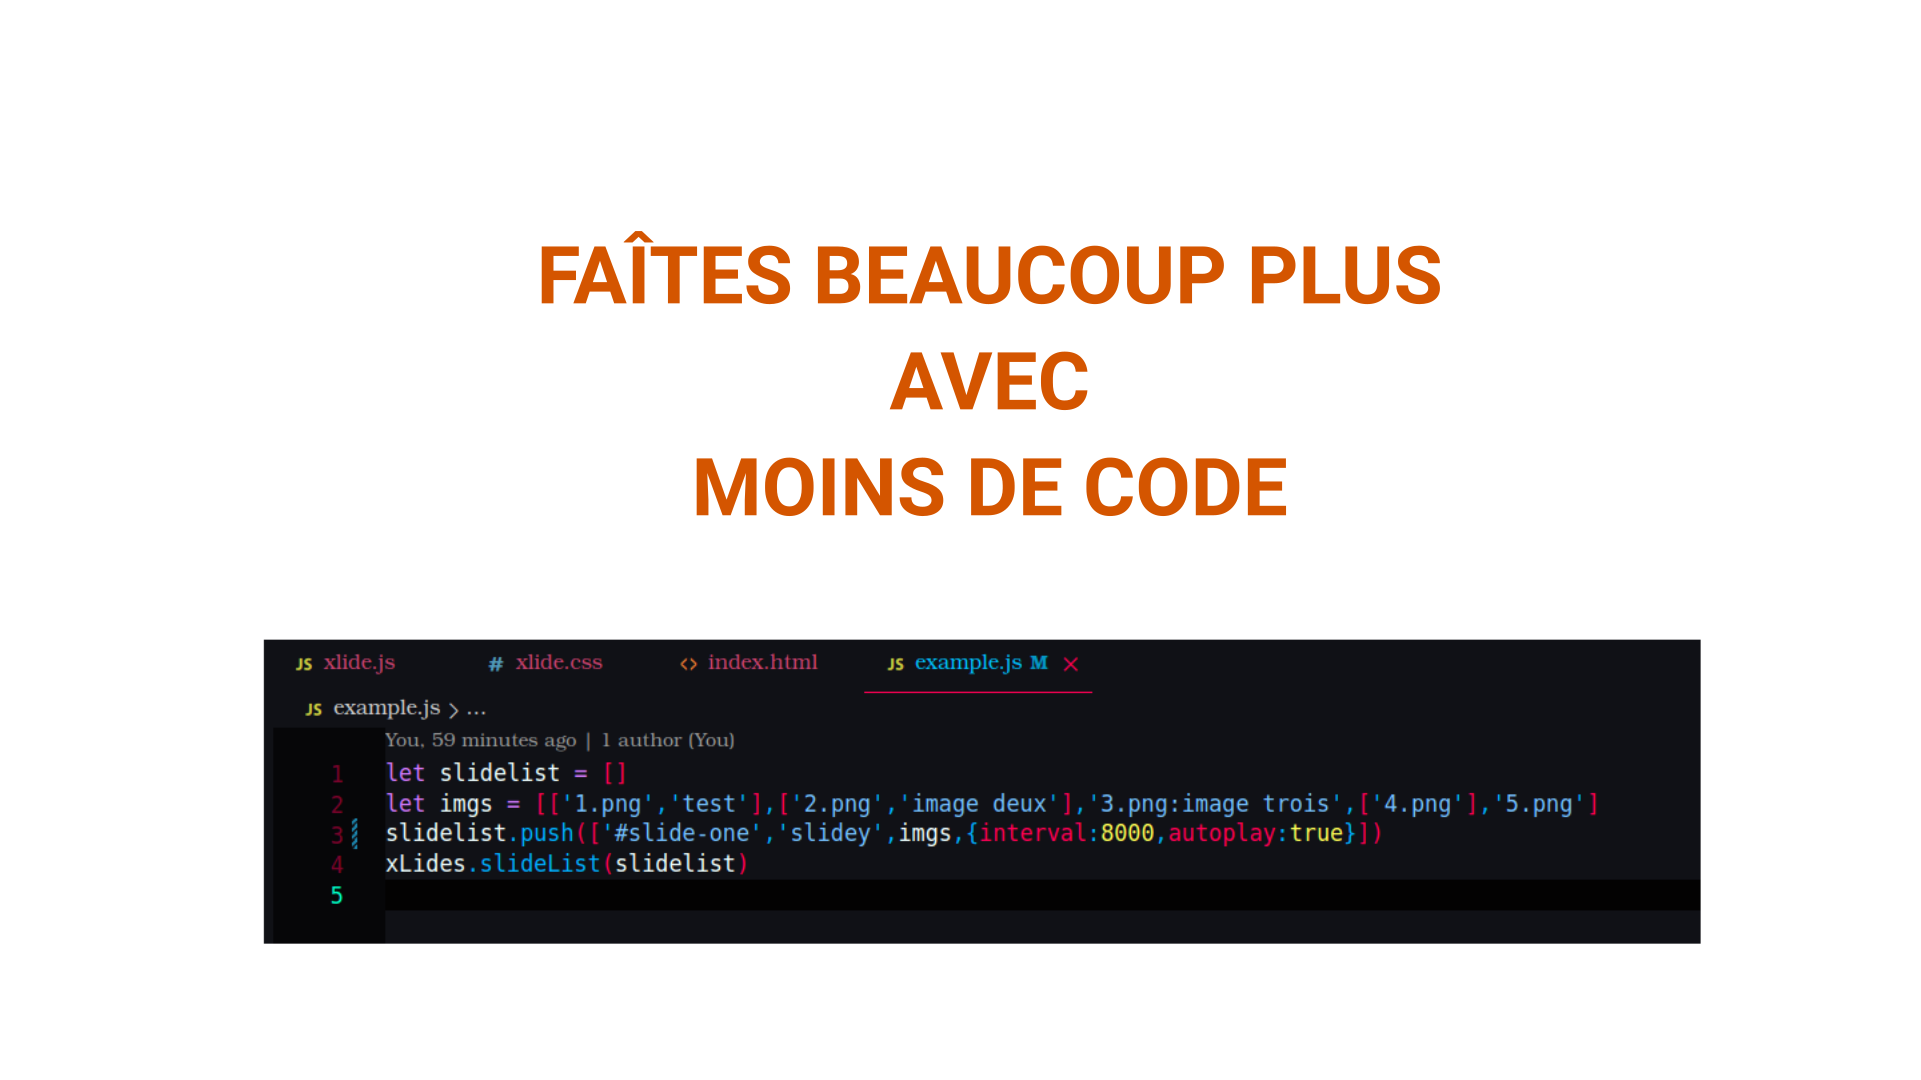 FAÎTES BEAUCOUP PLUS
AVEC
MOINS DE CODE
JS xlide.js # xlide.css <> index.html JS example.js M ×
JS example.js > ...
You, 59 minutes ago | 1 author (You)
1 let slidelist = []
2 let imgs = [['1.png','test'],['2.png','image deux'],'3.png:image trois',['4.png'],'5.png']
3 slidelist.push(['#slide-one','slidey',imgs,{interval:8000,autoplay:true}])
4 xLides.slideList(slidelist)
5